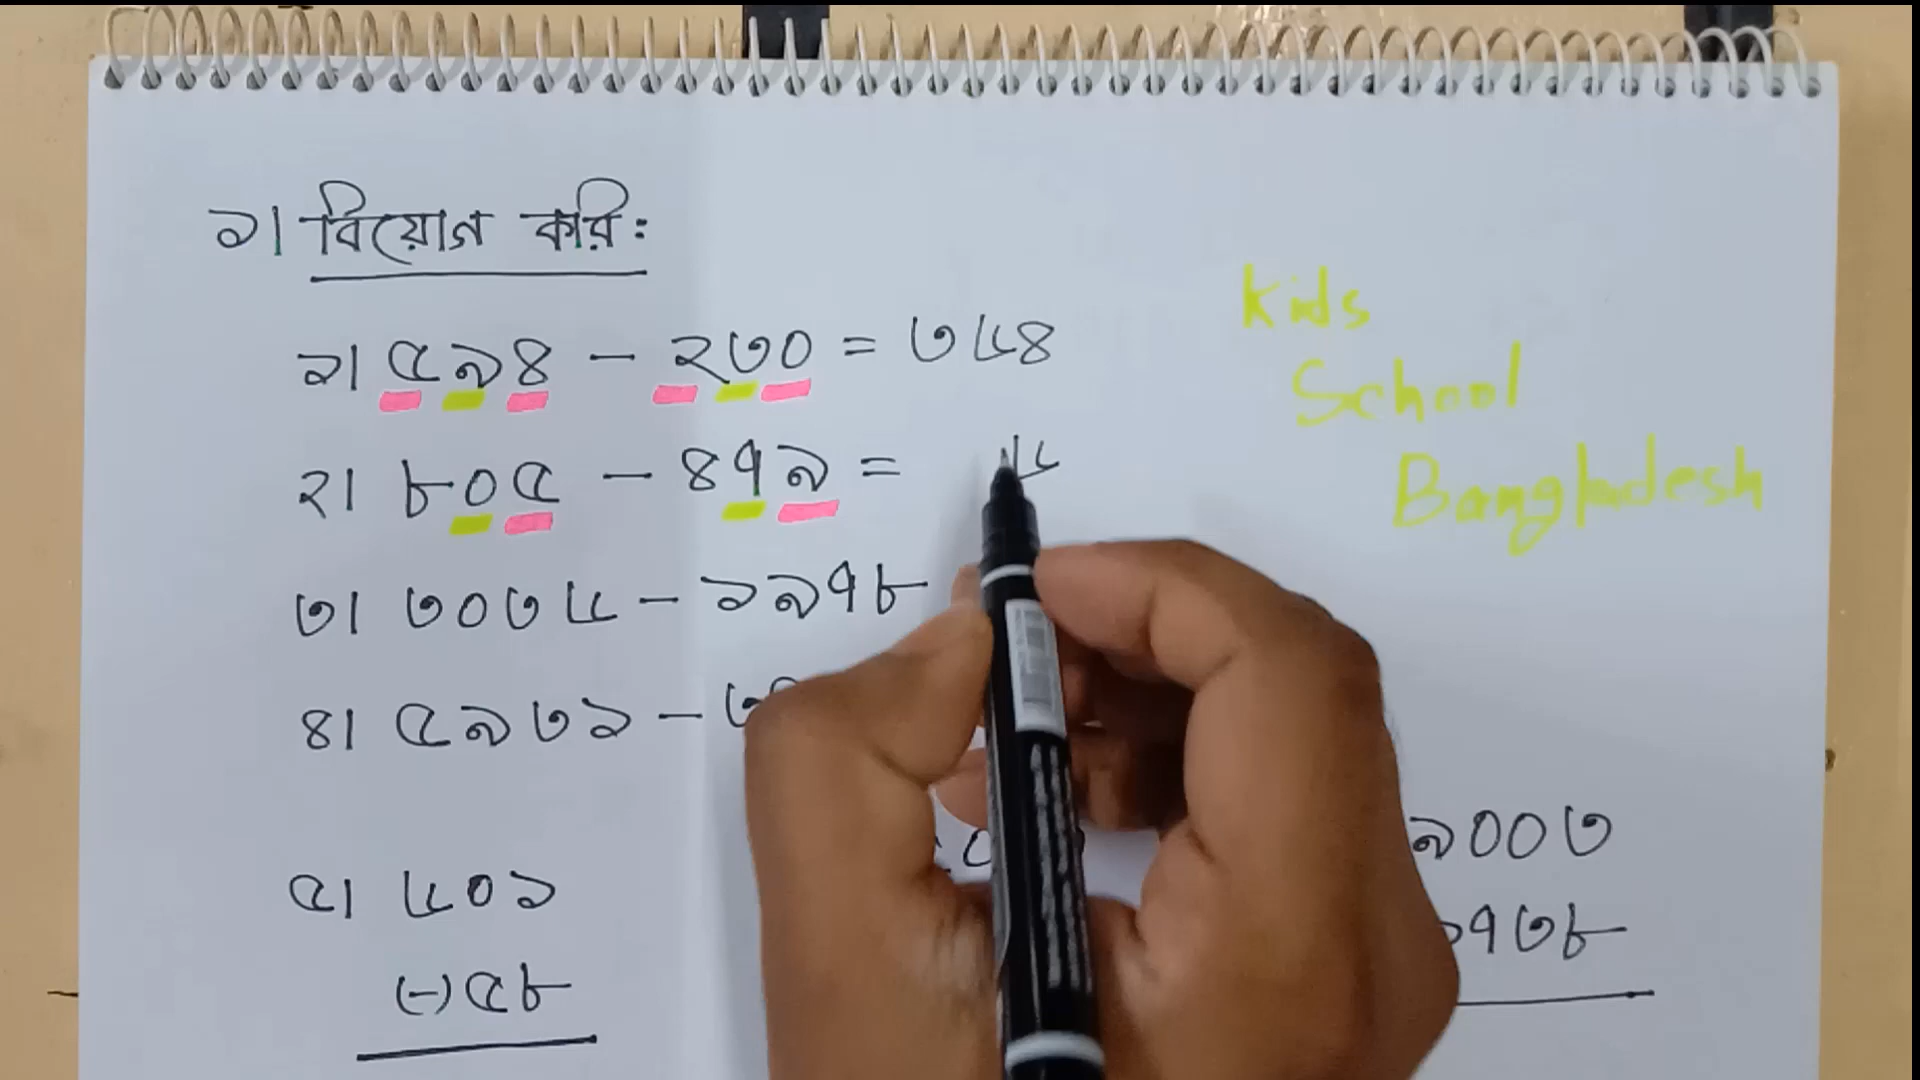 ১। বিয়োগ করি:
১। ৫৯৪ - ২৩০ = ৩৬৪
২। ৮০৫ - ৪৭৯ = ৬
৩। ৩০৩৬ - ১৯৭৮
৪। ৫৯৩১ -
৫। ৬০১
(-) ৫৮
৯০০৩
৭৩৮
Kids
School
Bangladesh